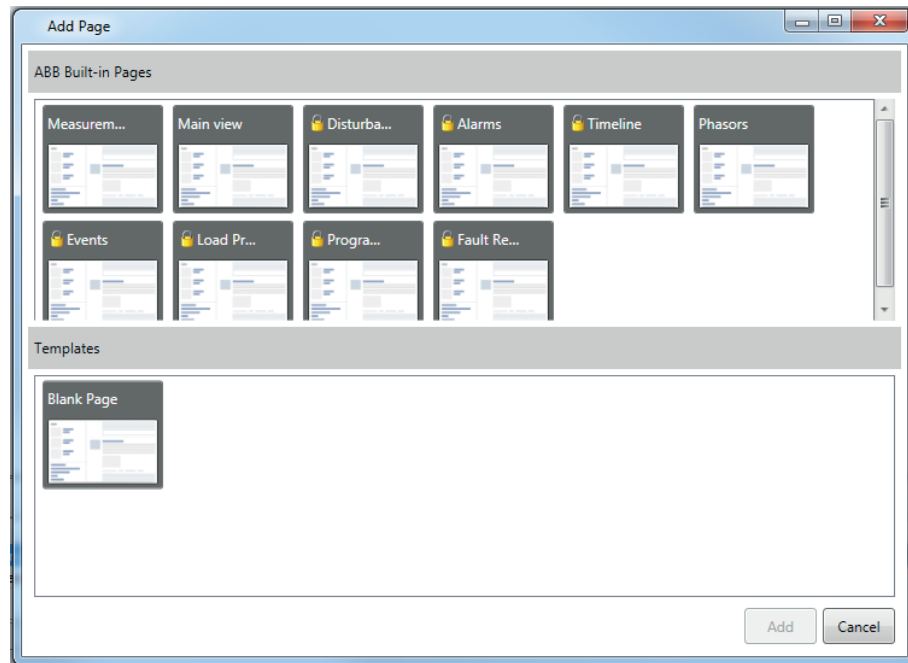 Add Page
ABB Built-in Pages
Measurem... Main view Disturba... Alarms Timeline Phasors
Events Load Pr... Progra... Fault Re...
Templates
Blank Page
Add Cancel